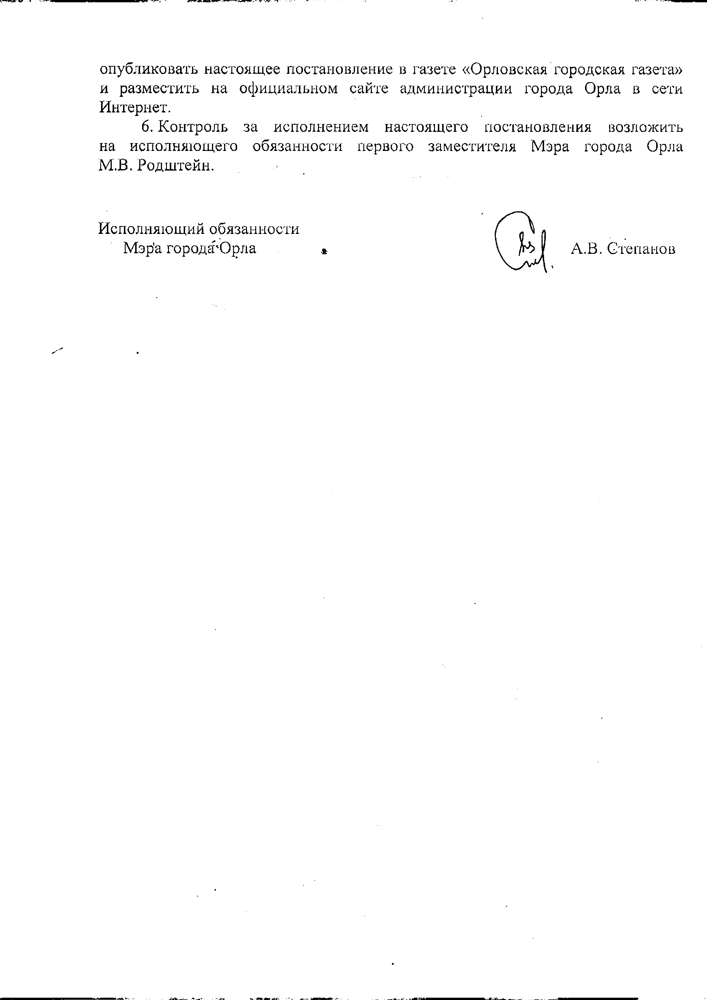 опубликовать настоящее постановление в газете «Орловская городская газета»
и разместить на официальном сайте администрации города Орла в сети
Интернет.
6. Контроль за исполнением настоящего постановления возложить
на исполняющего обязанности первого заместителя Мэра города Орла
М.В. Родштейн.
Исполняющий обязанности
Мэра города Орла
А.В. Степанов